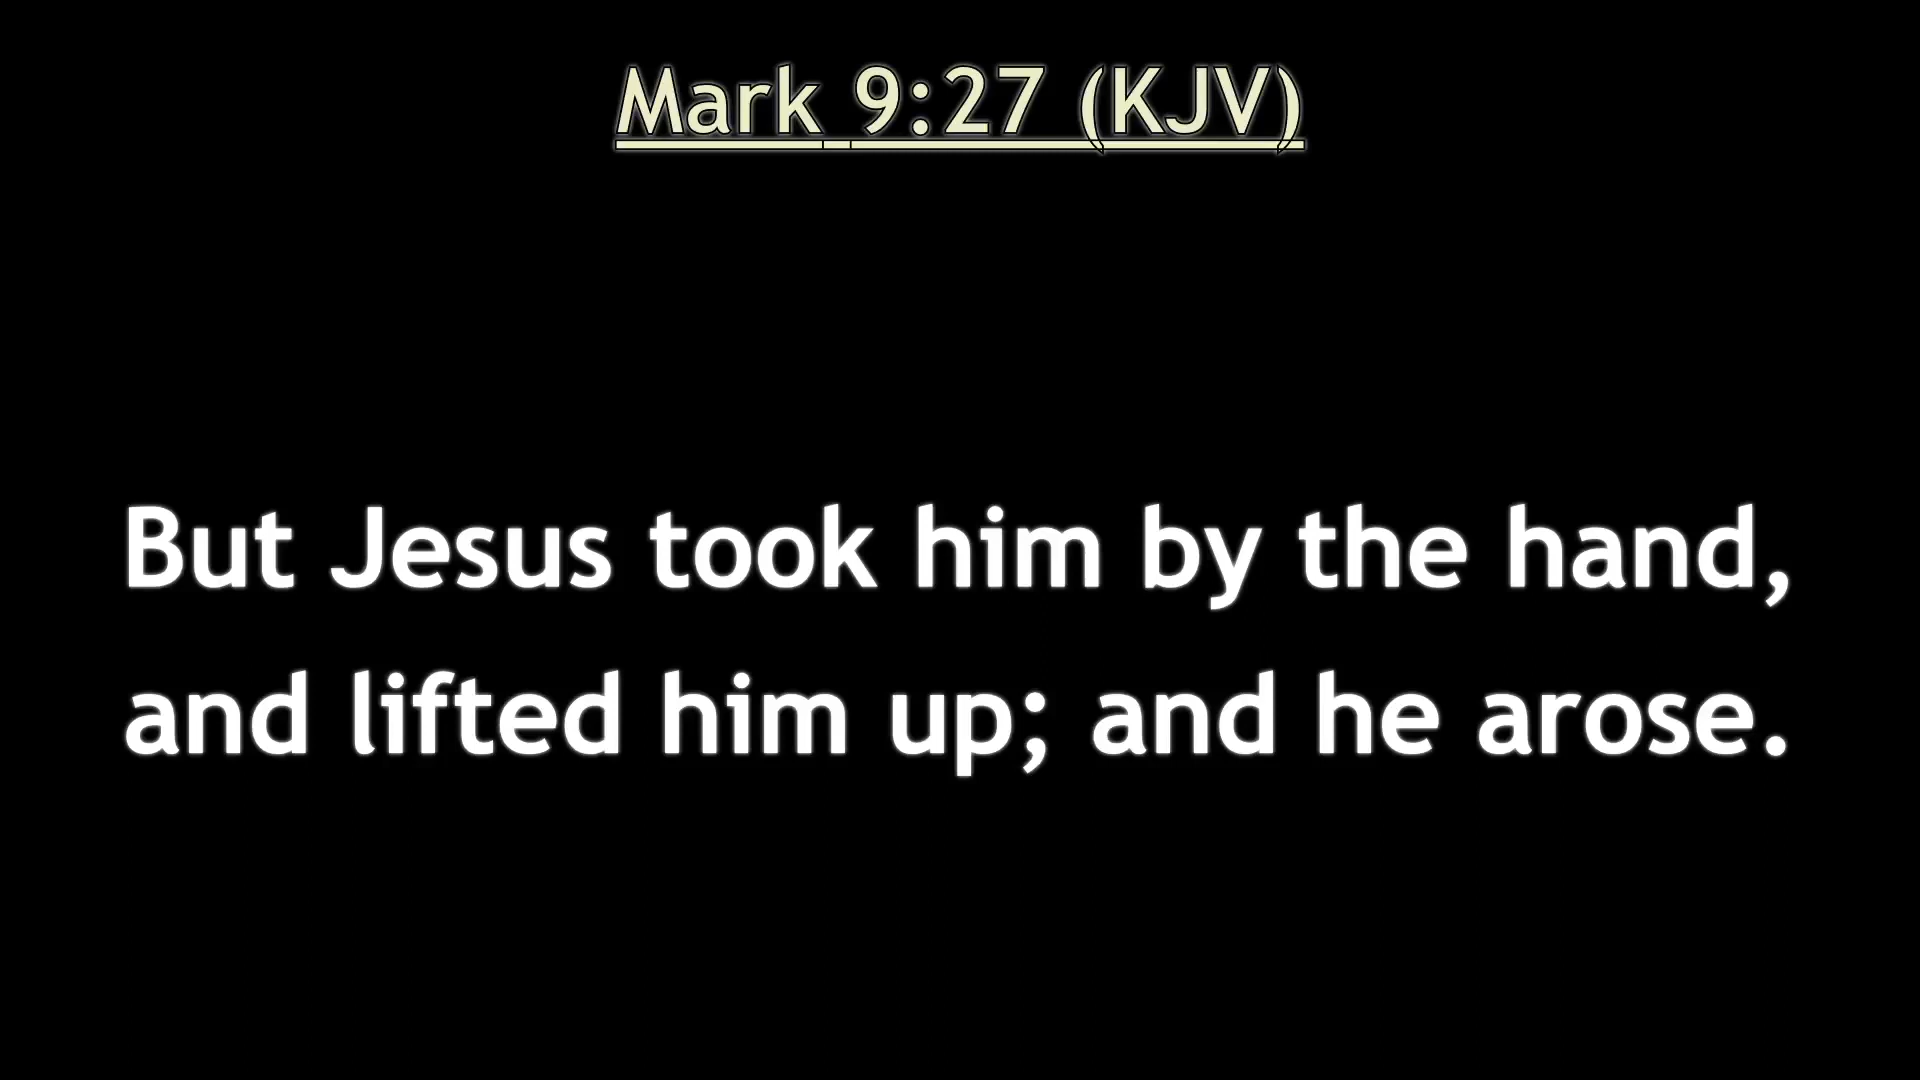 Mark 9:27 (KJV)
But Jesus took him by the hand,
and lifted him up; and he arose.